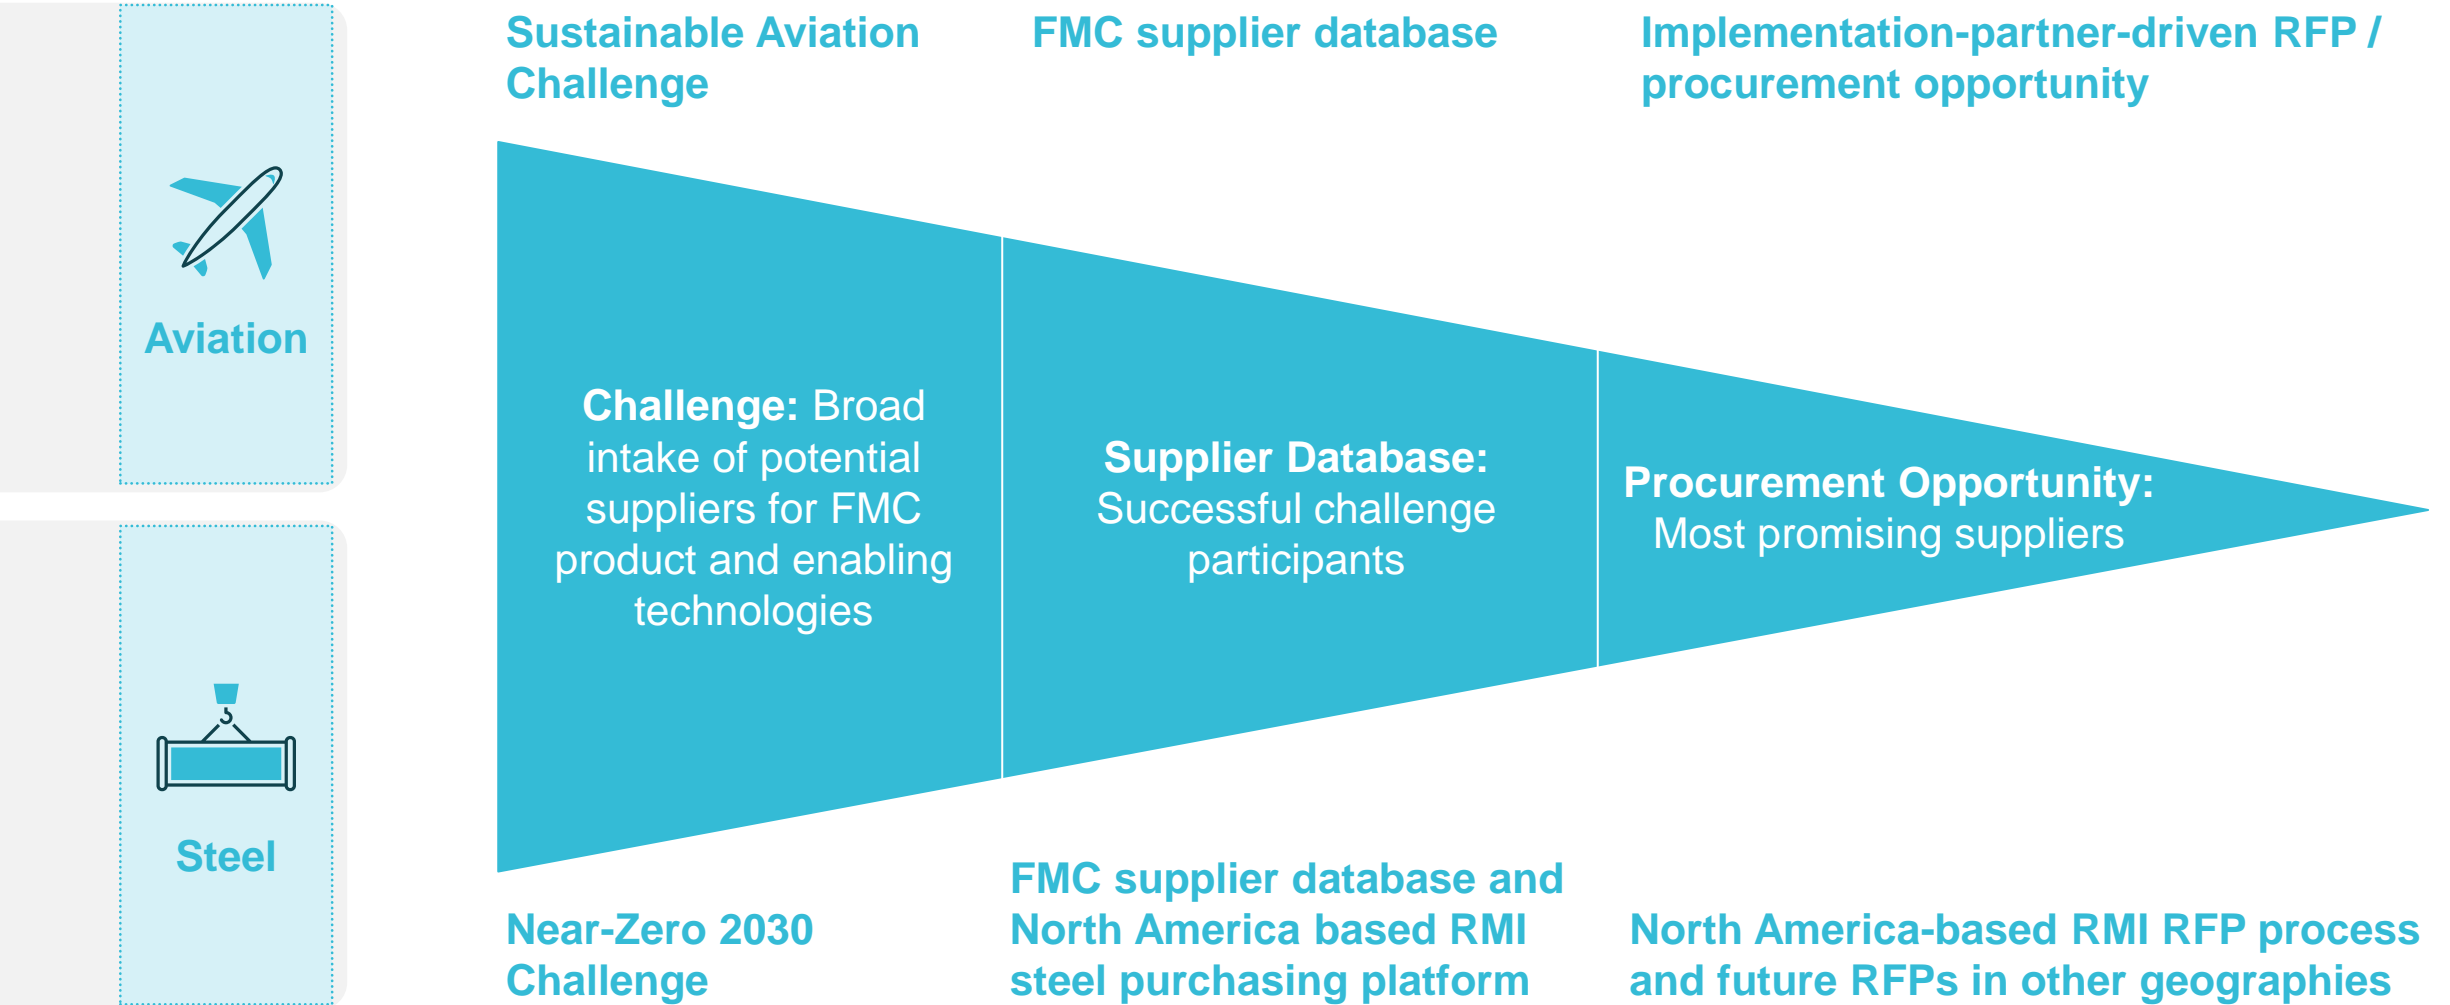 Sustainable Aviation
Challenge
FMC supplier database
Implementation-partner-driven RFP /
procurement opportunity
Aviation
Challenge: Broad
intake of potential
suppliers for FMC
product and enabling
technologies
Supplier Database:
Successful challenge
participants
Procurement Opportunity:
Most promising suppliers
Steel
Near-Zero 2030
Challenge
FMC supplier database and
North America based RMI
steel purchasing platform
North America-based RMI RFP process
and future RFPs in other geographies